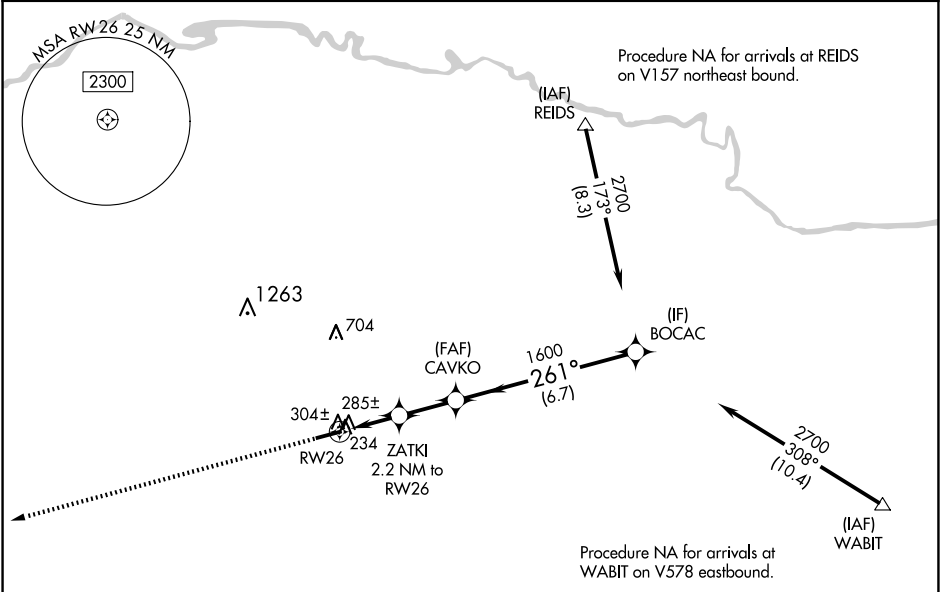 MSA RW26 25 NM
2300
Procedure NA for arrivals at REIDS
on V157 northeast bound.
(IAF)
REIDS
2700
173°
(8.3)
1263
704
(IF)
BOCAC
(FAF)
CAVKO
1600
261°
(6.7)
304±
285±
234
RW26
ZATKI
2.2 NM to
RW26
2700
308°
(10.4)
(IAF)
WABIT
Procedure NA for arrivals at
WABIT on V578 eastbound.